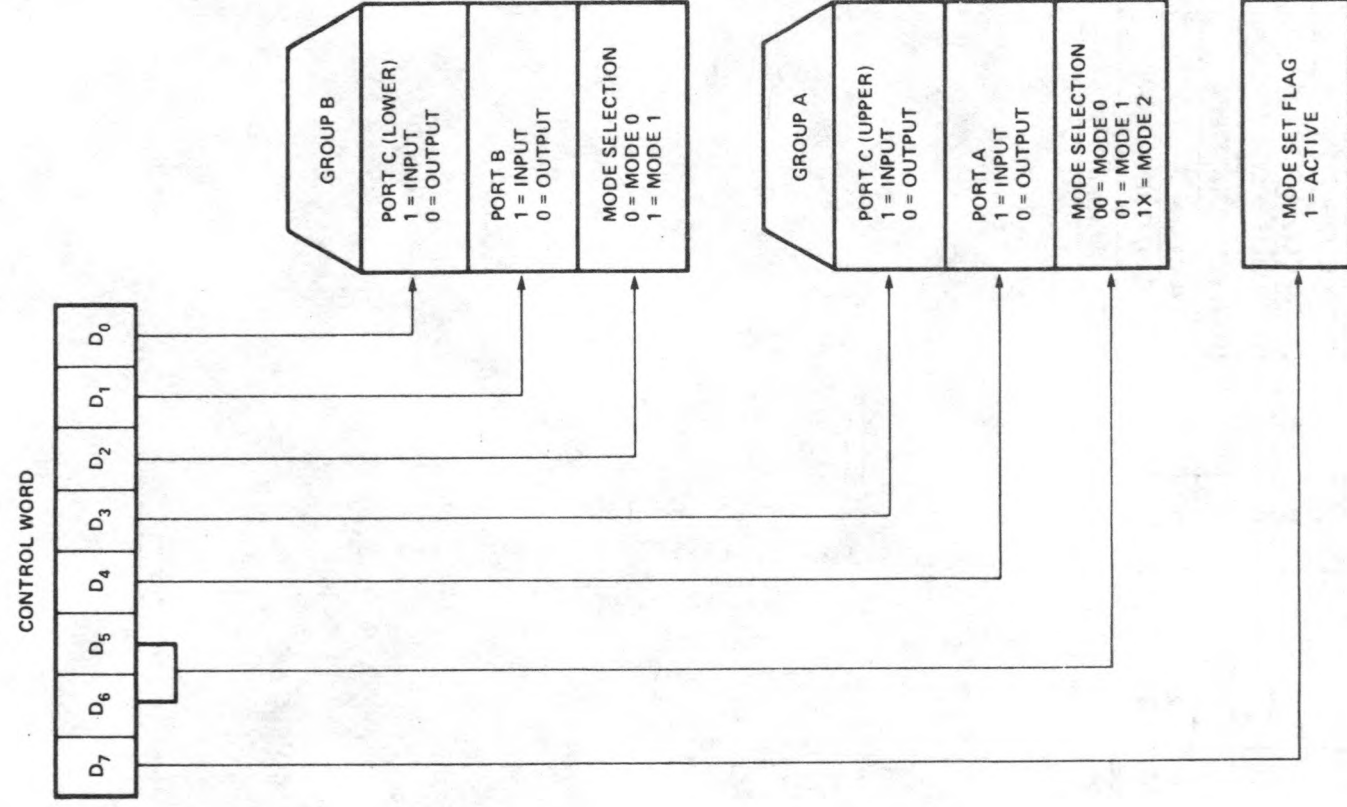 CONTROL WORD
D7 D6 D5 D4 D3 D2 D1 D0
GROUP B
PORT C (LOWER)
1 = INPUT
0 = OUTPUT
PORT B
1 = INPUT
0 = OUTPUT
MODE SELECTION
0 = MODE 0
1 = MODE 1
GROUP A
PORT C (UPPER)
1 = INPUT
0 = OUTPUT
PORT A
1 = INPUT
0 = OUTPUT
MODE SELECTION
00 = MODE 0
01 = MODE 1
1X = MODE 2
MODE SET FLAG
1 = ACTIVE